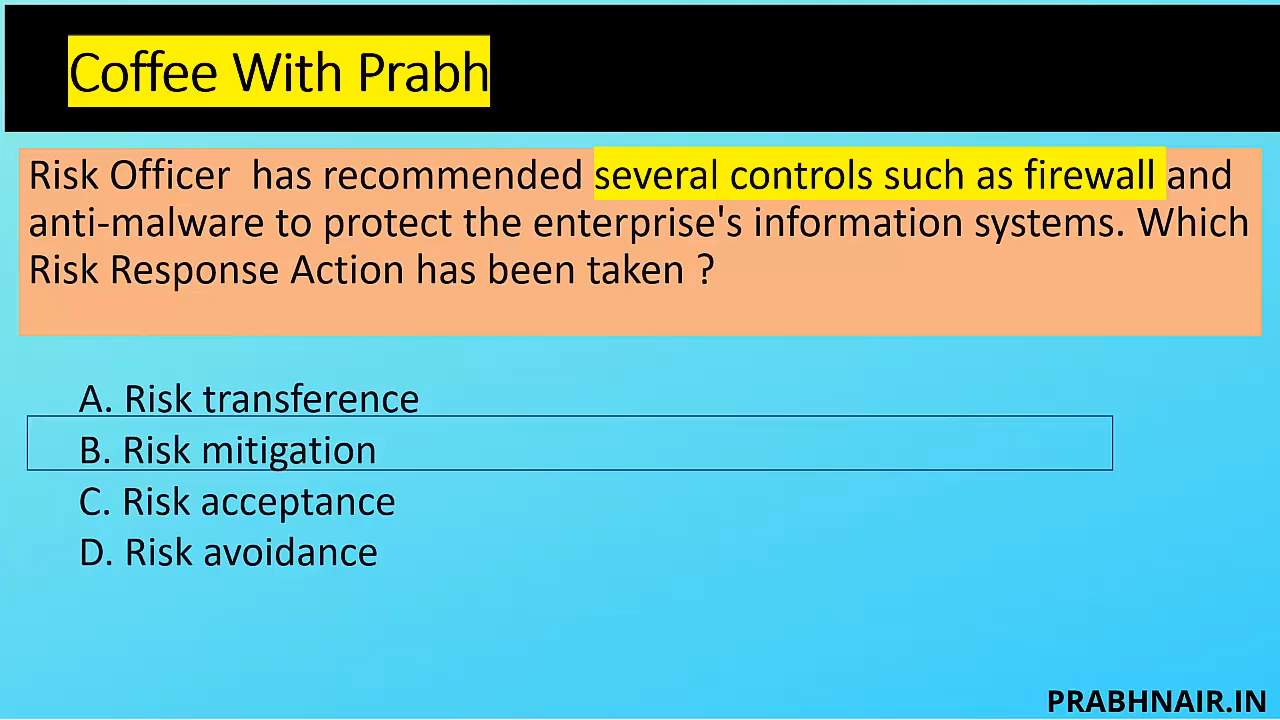 Coffee With Prabh
Risk Officer  has recommended several controls such as firewall and
anti-malware to protect the enterprise's information systems. Which
Risk Response Action has been taken ?
A. Risk transference
B. Risk mitigation
C. Risk acceptance
D. Risk avoidance
PRABHNAIR.IN